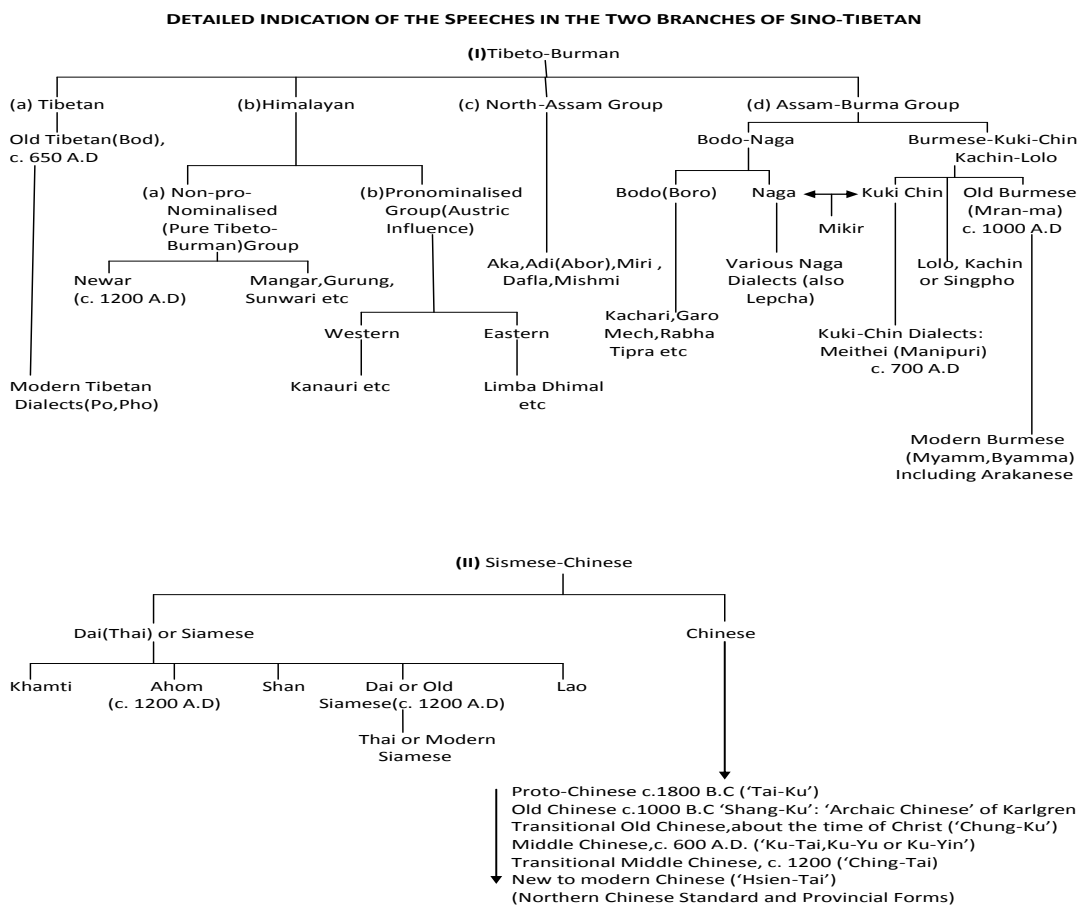 DETAILED INDICATION OF THE SPEECHES IN THE TWO BRANCHES OF SINO-TIBETAN
(I)Tibeto-Burman
(a) Tibetan
(b)Himalayan
(c) North-Assam Group
(d) Assam-Burma Group
Old Tibetan(Bod),
c. 650 A.D
Bodo-Naga
Burmese-Kuki-Chin
Kachin-Lolo
(a) Non-pro-
Nominalised
(Pure Tibeto-
Burman)Group
(b)Pronominalised
Group(Austric
Influence)
Bodo(Boro)
Naga
Kuki Chin
Old Burmese
(Mran-ma)
c. 1000 A.D
Mikir
Newar
(c. 1200 A.D)
Mangar,Gurung,
Sunwari etc
Aka,Adi(Abor),Miri ,
Dafla,Mishmi
Various Naga
Dialects (also
Lepcha)
Lolo, Kachin
or Singpho
Western
Eastern
Kachari,Garo
Mech,Rabha
Tipra etc
Kuki-Chin Dialects:
Meithei (Manipuri)
c. 700 A.D
Modern Tibetan
Dialects(Po,Pho)
Kanauri etc
Limba Dhimal
etc
Modern Burmese
(Myamm,Byamma)
Including Arakanese
(II) Sismese-Chinese
Dai(Thai) or Siamese
Chinese
Khamti
Ahom
(c. 1200 A.D)
Shan
Dai or Old
Siamese(c. 1200 A.D)
Lao
Thai or Modern
Siamese
Proto-Chinese c.1800 B.C (‘Tai-Ku’)
Old Chinese c.1000 B.C ‘Shang-Ku’: ‘Archaic Chinese’ of Karlgren
Transitional Old Chinese,about the time of Christ (‘Chung-Ku’)
Middle Chinese,c. 600 A.D. (‘Ku-Tai,Ku-Yu or Ku-Yin’)
Transitional Middle Chinese, c. 1200 (‘Ching-Tai)
New to modern Chinese (‘Hsien-Tai’)
(Northern Chinese Standard and Provincial Forms)